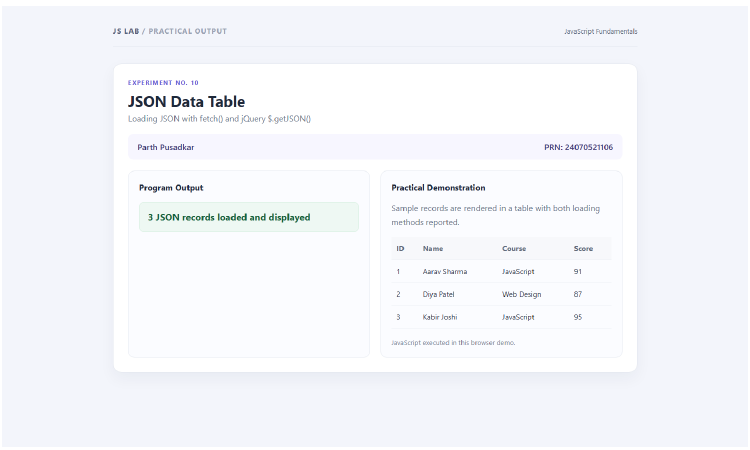 JS LAB / PRACTICAL OUTPUT
JavaScript Fundamentals
EXPERIMENT NO. 10
JSON Data Table
Loading JSON with fetch() and jQuery $.getJSON()
Parth Pusadkar
PRN: 24070521106
Program Output
3 JSON records loaded and displayed
Practical Demonstration
Sample records are rendered in a table with both loading
methods reported.
ID Name Course Score
1 Aarav Sharma JavaScript 91
2 Diya Patel Web Design 87
3 Kabir Joshi JavaScript 95
JavaScript executed in this browser demo.